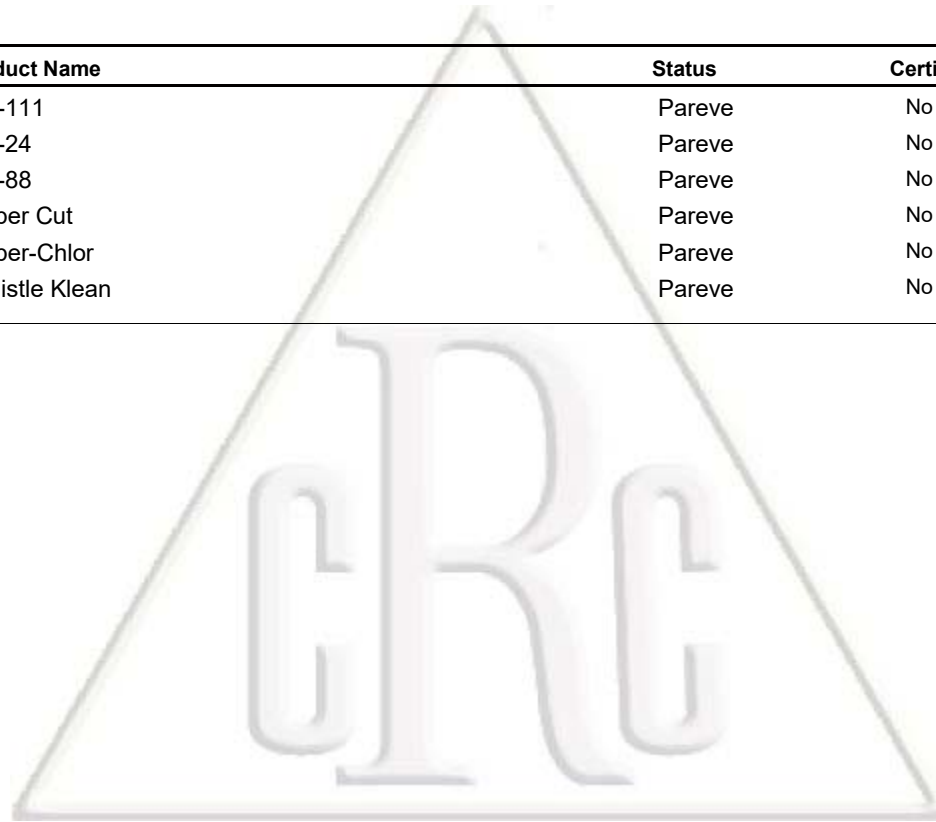 duct Name Status Certi
-111 Pareve No
-24 Pareve No
-88 Pareve No
per Cut Pareve No
per-Chlor Pareve No
istle Klean Pareve No
cRc